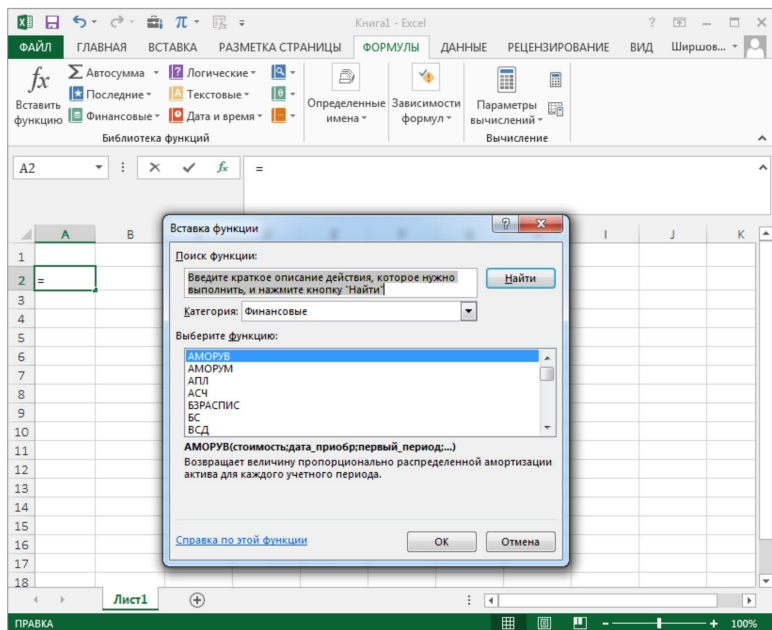 Книга1 - Excel
ФАЙЛ ГЛАВНАЯ ВСТАВКА РАЗМЕТКА СТРАНИЦЫ ФОРМУЛЫ ДАННЫЕ РЕЦЕНЗИРОВАНИЕ ВИД Ширшов...
Вставить функцию
Автосумма
Последние
Финансовые
Логические
Текстовые
Дата и время
Библиотека функций
Определенные имена
Зависимости формул
Параметры вычислений
Вычисление
A2 fx =
A B I J K
1
2 =
3
4
5
6
7
8
9
10
11
12
13
14
15
16
17
18
Вставка функции
Поиск функции:
Введите краткое описание действия, которое нужно
выполнить, и нажмите кнопку "Найти"
Найти
Категория: Финансовые
Выберите функцию:
АМОРУВ
АМОРУМ
АПЛ
АСЧ
БЗРАСПИС
БС
ВСД
АМОРУВ(стоимость;дата_приобр;первый_период;...)
Возвращает величину пропорционально распределенной амортизации
актива для каждого учетного периода.
Справка по этой функции
ОК Отмена
Лист1
ПРАВКА 100%